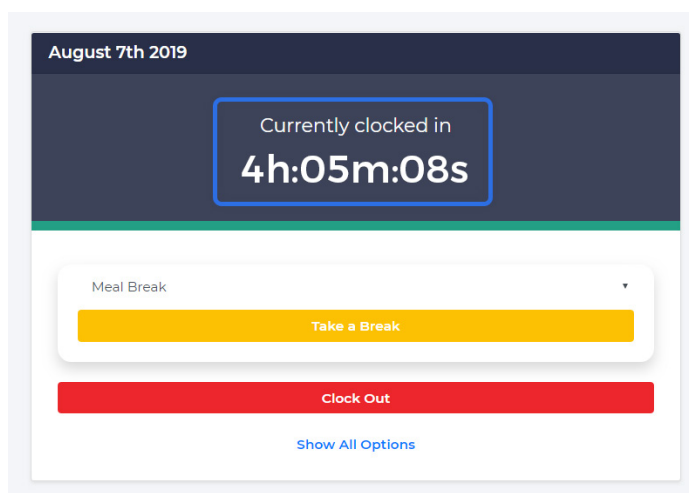 August 7th 2019
Currently clocked in
4h:05m:08s
Meal Break
Take a Break
Clock Out
Show All Options